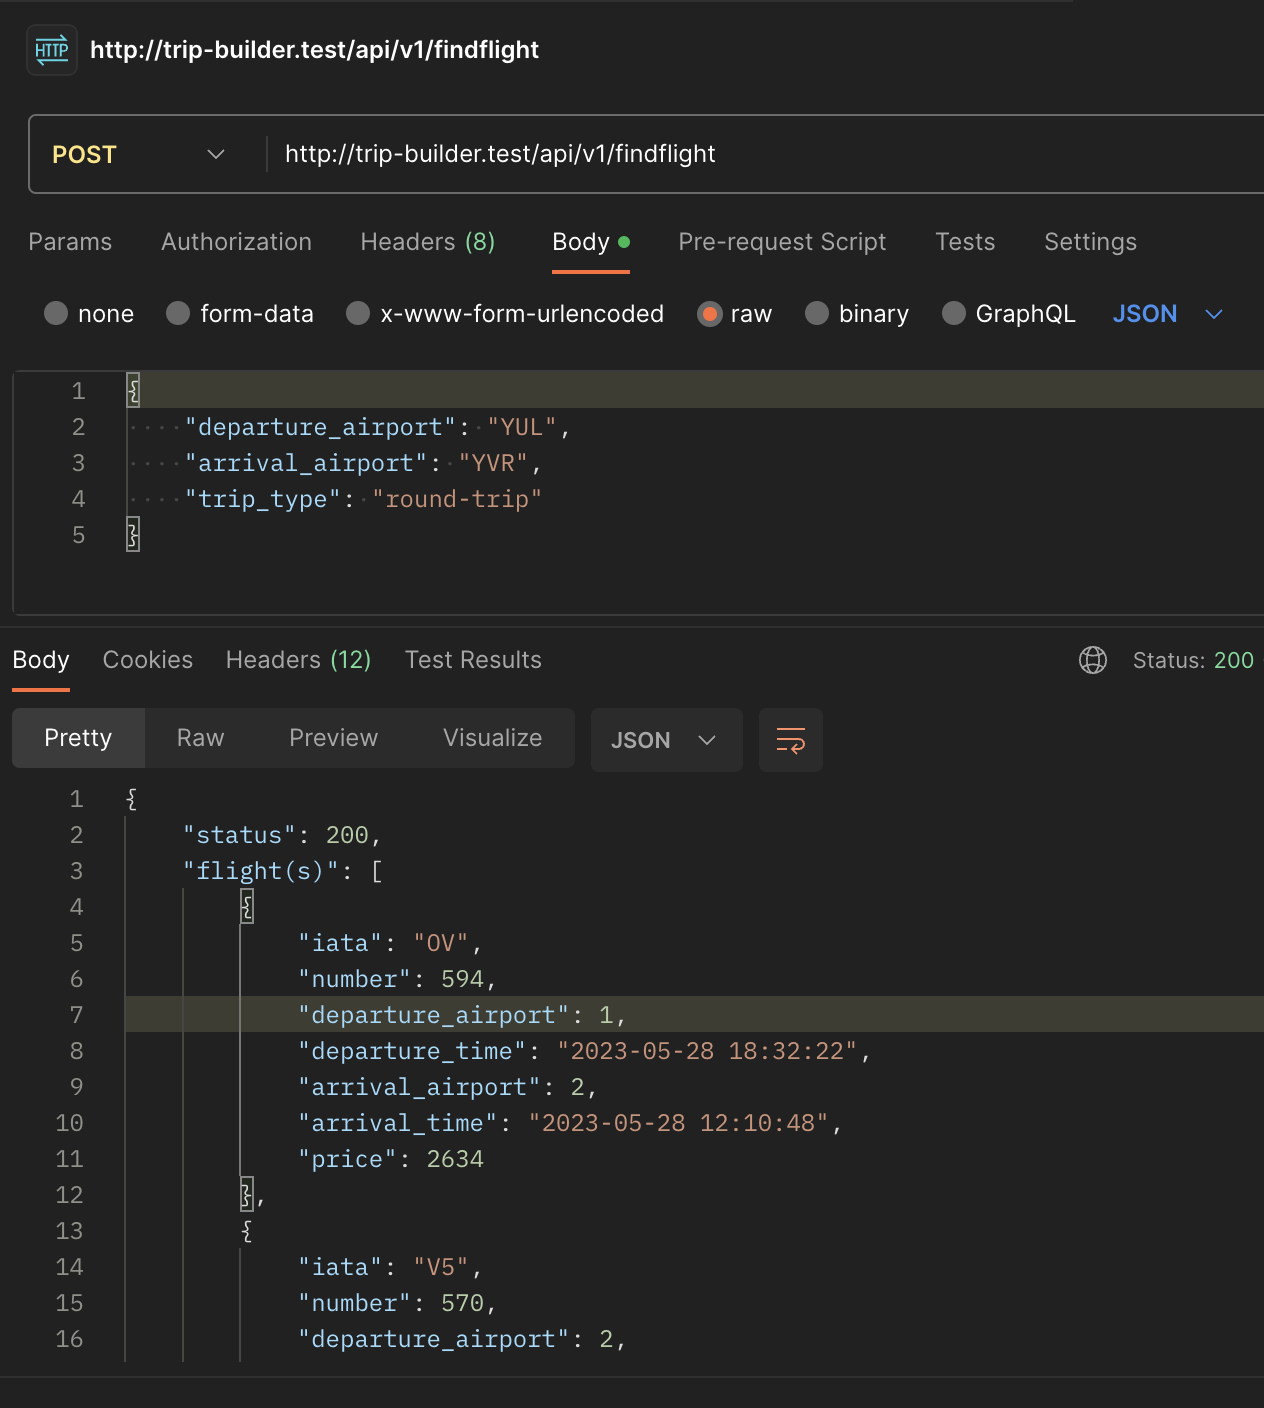 HTTP http://trip-builder.test/api/v1/findflight
POST http://trip-builder.test/api/v1/findflight
Params Authorization Headers (8) Body Pre-request Script Tests Settings
none form-data x-www-form-urlencoded raw binary GraphQL JSON
1 {
2 "departure_airport": "YUL",
3 "arrival_airport": "YVR",
4 "trip_type": "round-trip"
5 }
Body Cookies Headers (12) Test Results Status: 200
Pretty Raw Preview Visualize JSON
1 {
2 "status": 200,
3 "flight(s)": [
4 {
5 "iata": "OV",
6 "number": 594,
7 "departure_airport": 1,
8 "departure_time": "2023-05-28 18:32:22",
9 "arrival_airport": 2,
10 "arrival_time": "2023-05-28 12:10:48",
11 "price": 2634
12 },
13 {
14 "iata": "V5",
15 "number": 570,
16 "departure_airport": 2,